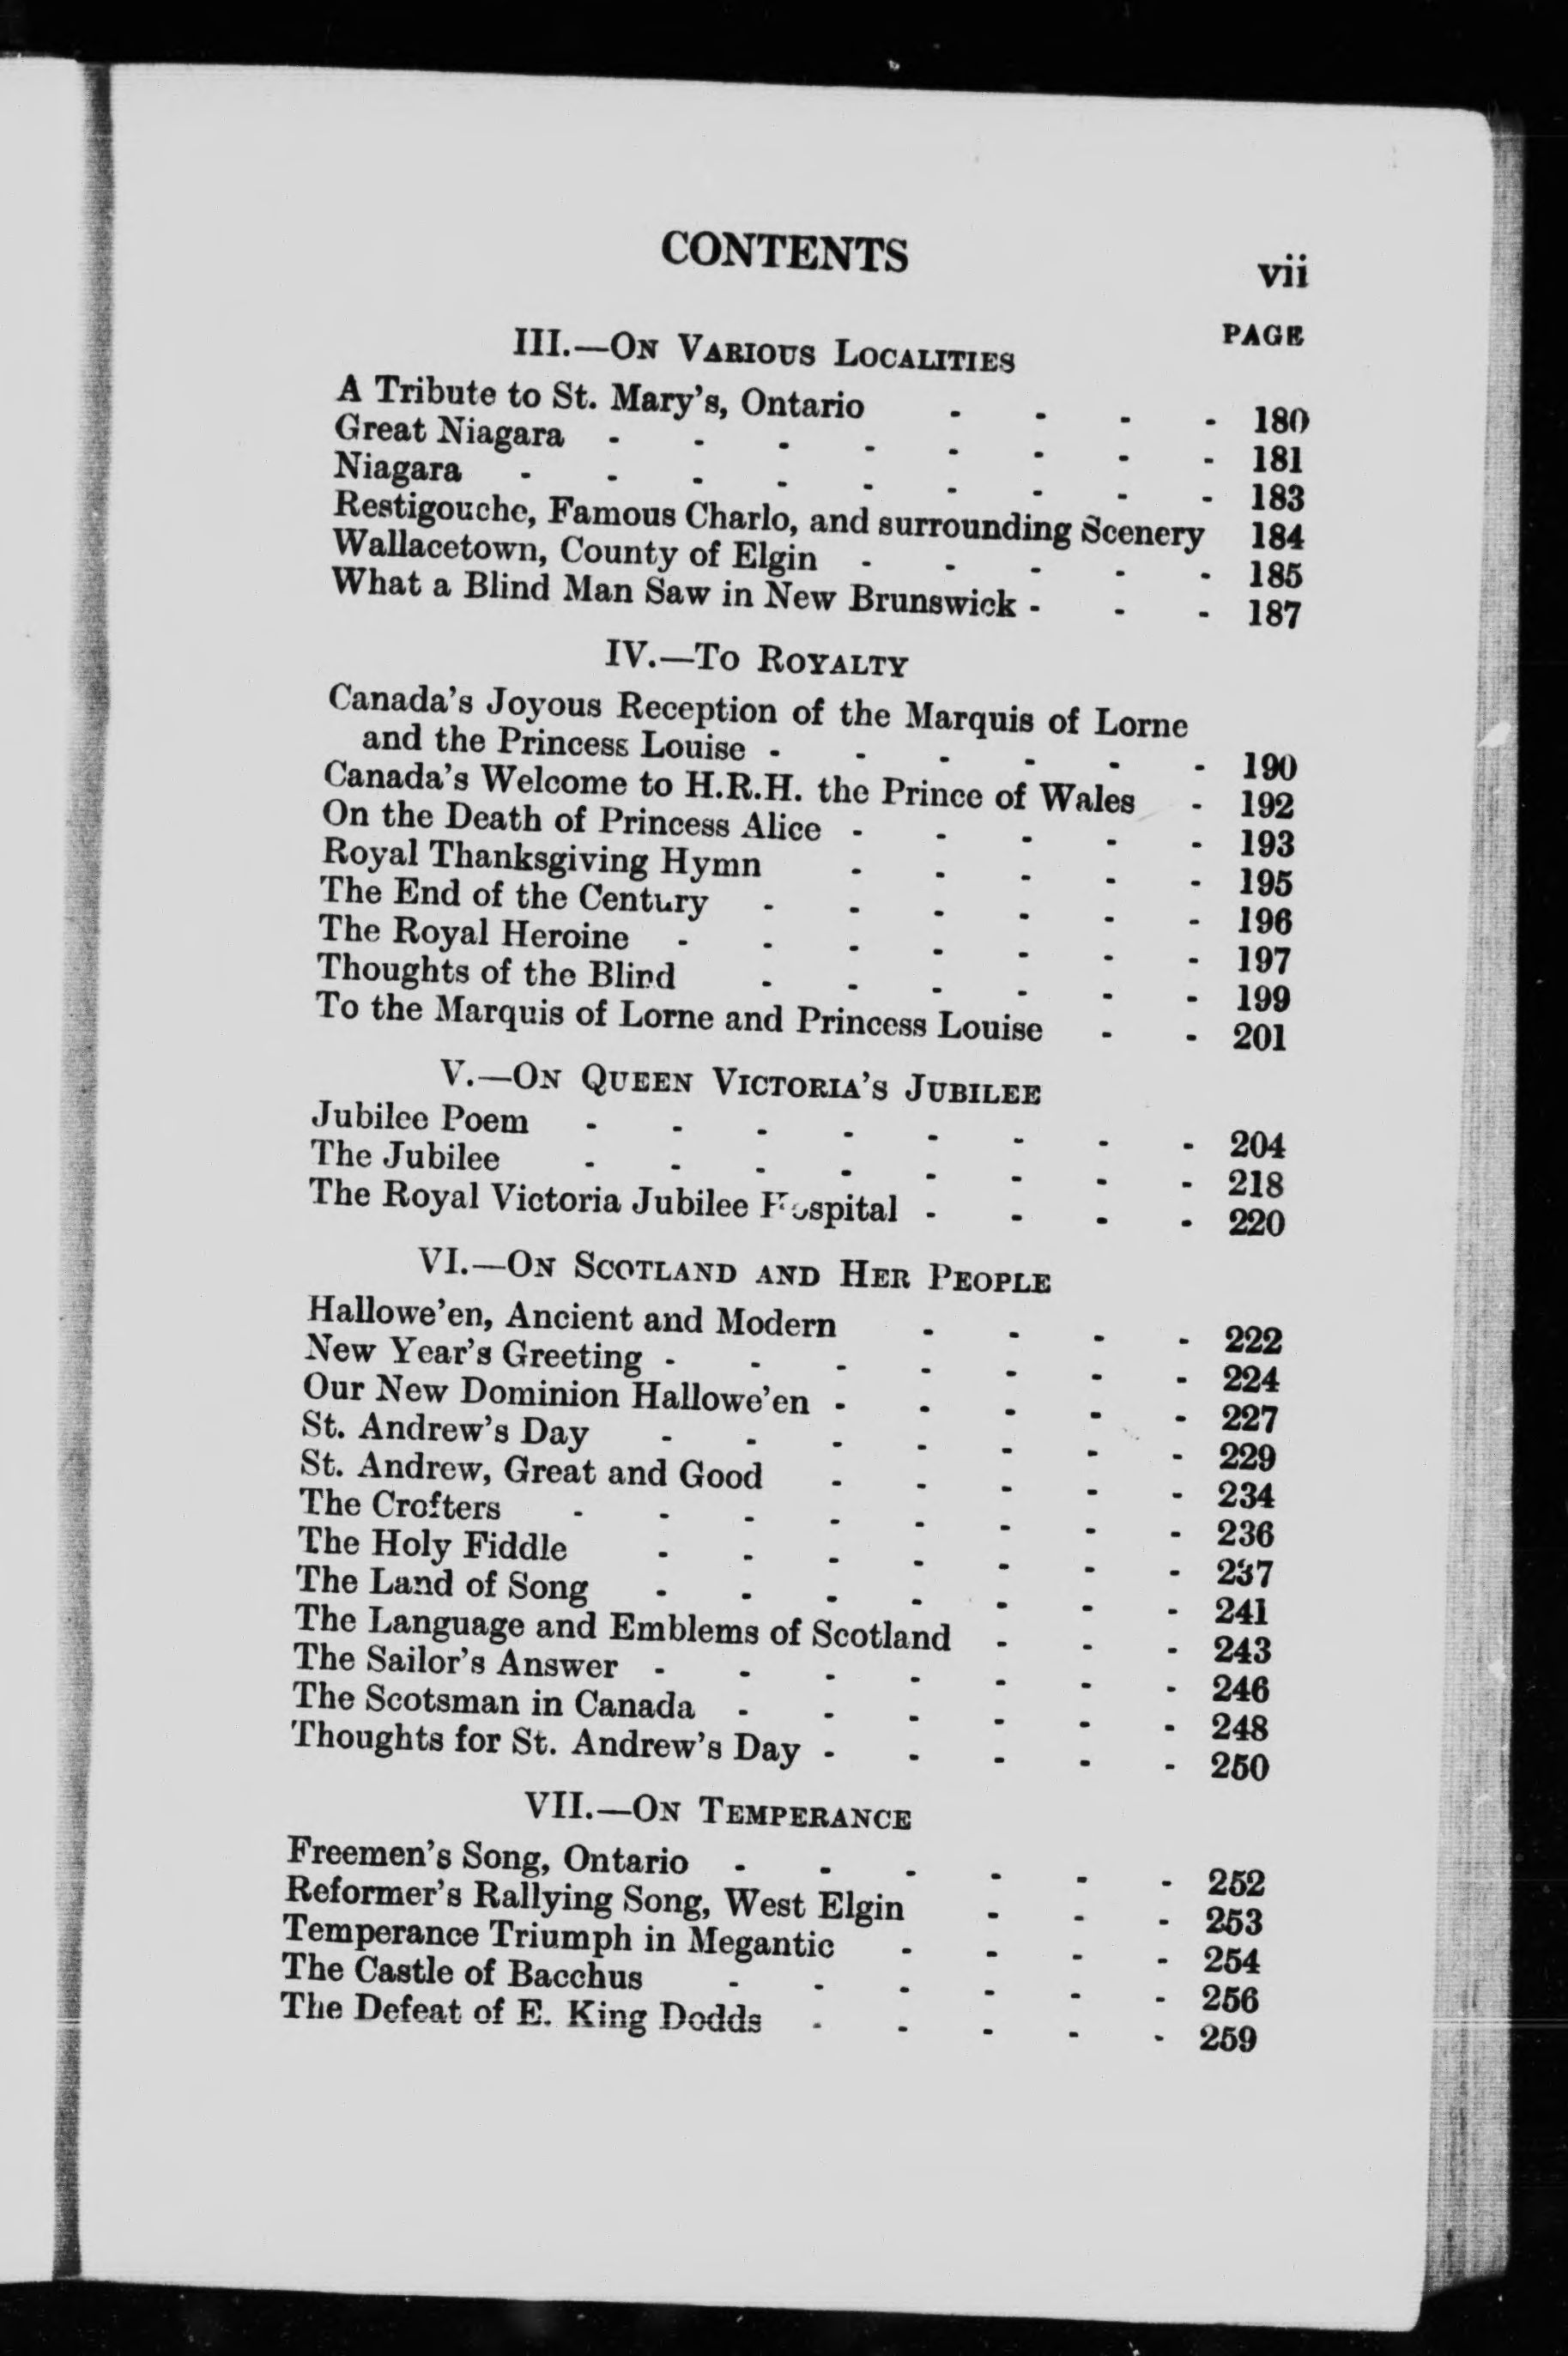 CONTENTS vii
PAGE
III.—On Various Localities
A Tribute to St. Mary's, Ontario - - - - 180
Great Niagara - - - - - - - - 181
Niagara - - - - - - - - - 183
Restigouche, Famous Charlo, and surrounding Scenery 184
Wallacetown, County of Elgin - - - - - 185
What a Blind Man Saw in New Brunswick - - - 187
IV.—To Royalty
Canada's Joyous Reception of the Marquis of Lorne
and the Princess Louise - - - - - - 190
Canada's Welcome to H.R.H. the Prince of Wales - 192
On the Death of Princess Alice - - - - - 193
Royal Thanksgiving Hymn - - - - - 195
The End of the Century - - - - - - 196
The Royal Heroine - - - - - - - 197
Thoughts of the Blind - - - - - - 199
To the Marquis of Lorne and Princess Louise - - 201
V.—On Queen Victoria's Jubilee
Jubilee Poem - - - - - - - - 204
The Jubilee - - - - - - - - 218
The Royal Victoria Jubilee Hospital - - - - 220
VI.—On Scotland and Her People
Hallowe'en, Ancient and Modern - - - - 222
New Year's Greeting - - - - - - - 224
Our New Dominion Hallowe'en - - - - - 227
St. Andrew's Day - - - - - - - 229
St. Andrew, Great and Good - - - - - 234
The Crofters - - - - - - - - 236
The Holy Fiddle - - - - - - - 237
The Land of Song - - - - - - - 241
The Language and Emblems of Scotland - - - 243
The Sailor's Answer - - - - - - - 246
The Scotsman in Canada - - - - - - 248
Thoughts for St. Andrew's Day - - - - - 250
VII.—On Temperance
Freemen's Song, Ontario - - - - - - 252
Reformer's Rallying Song, West Elgin - - - 253
Temperance Triumph in Megantic - - - - 254
The Castle of Bacchus - - - - - - 256
The Defeat of E. King Dodds - - - - - 259